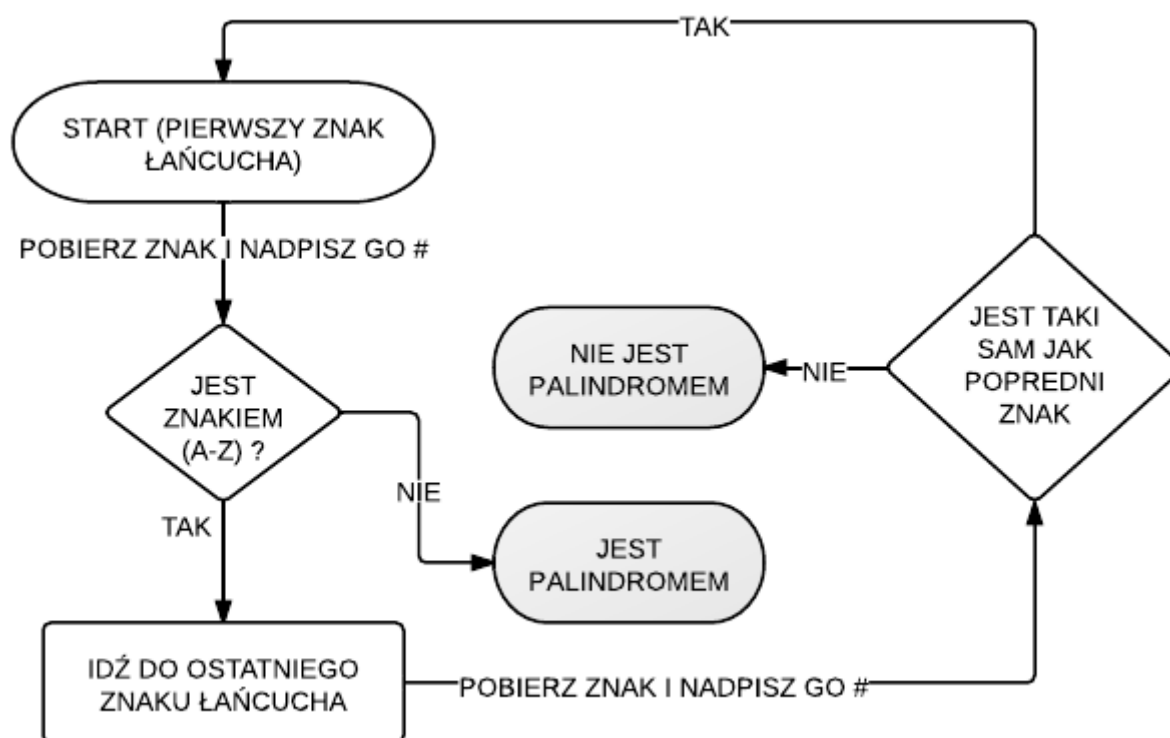 TAK
START (PIERWSZY ZNAK
ŁAŃCUCHA)
POBIERZ ZNAK I NADPISZ GO #
JEST
ZNAKIEM
(A-Z) ?
NIE
TAK
IDŹ DO OSTATNIEGO
ZNAKU ŁAŃCUCHA
POBIERZ ZNAK I NADPISZ GO #
JEST TAKI
SAM JAK
POPREDNI
ZNAK
NIE
NIE JEST
PALINDROMEM
JEST
PALINDROMEM